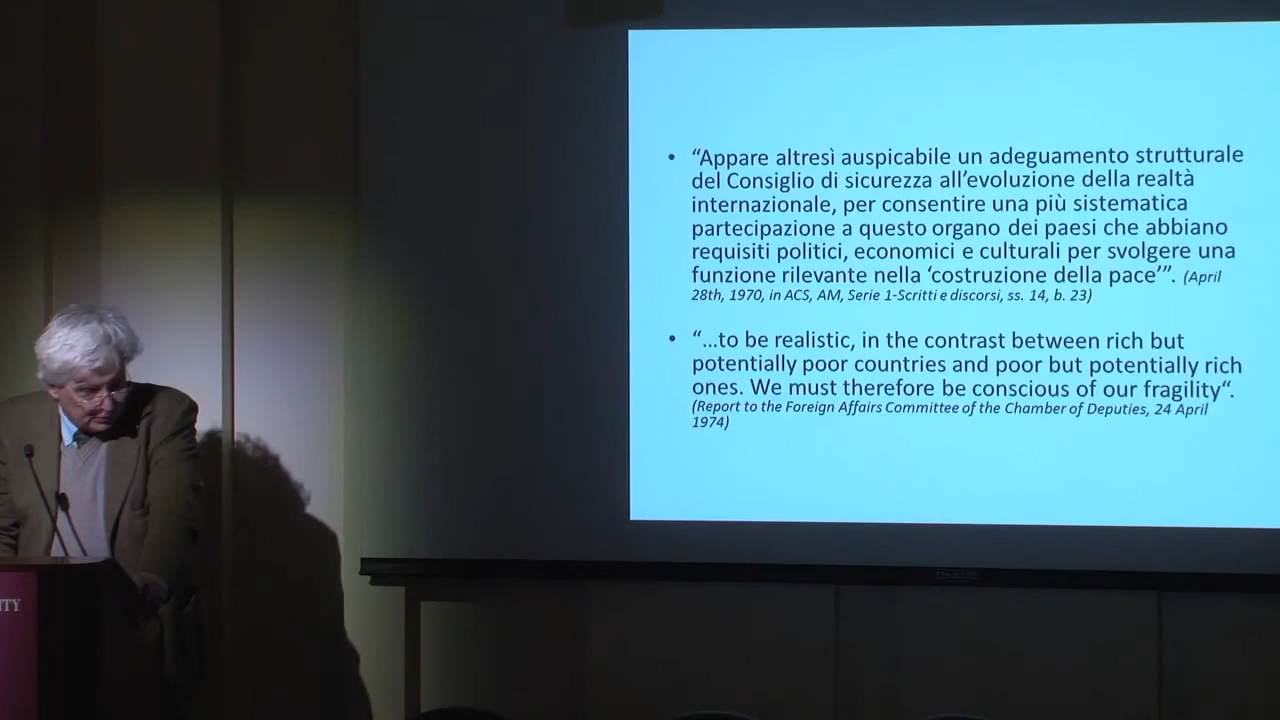 • “Appare altresì auspicabile un adeguamento strutturale
del Consiglio di sicurezza all’evoluzione della realtà
internazionale, per consentire una più sistematica
partecipazione a questo organo dei paesi che abbiano
requisiti politici, economici e culturali per svolgere una
funzione rilevante nella ‘costruzione della pace’”. (April
28th, 1970, in ACS, AM, Serie 1-Scritti e discorsi, ss. 14, b. 23)
• “…to be realistic, in the contrast between rich but
potentially poor countries and poor but potentially rich
ones. We must therefore be conscious of our fragility“.
(Report to the Foreign Affairs Committee of the Chamber of Deputies, 24 April
1974)
ITY